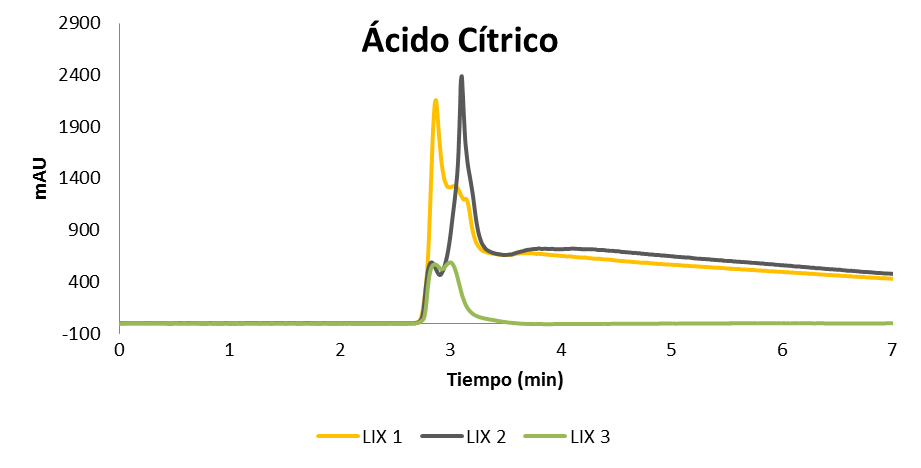 Ácido Cítrico
2900
2400
1900
1400
900
400
-100
mAU
0 1 2 3 4 5 6 7
Tiempo (min)
LIX 1 LIX 2 LIX 3